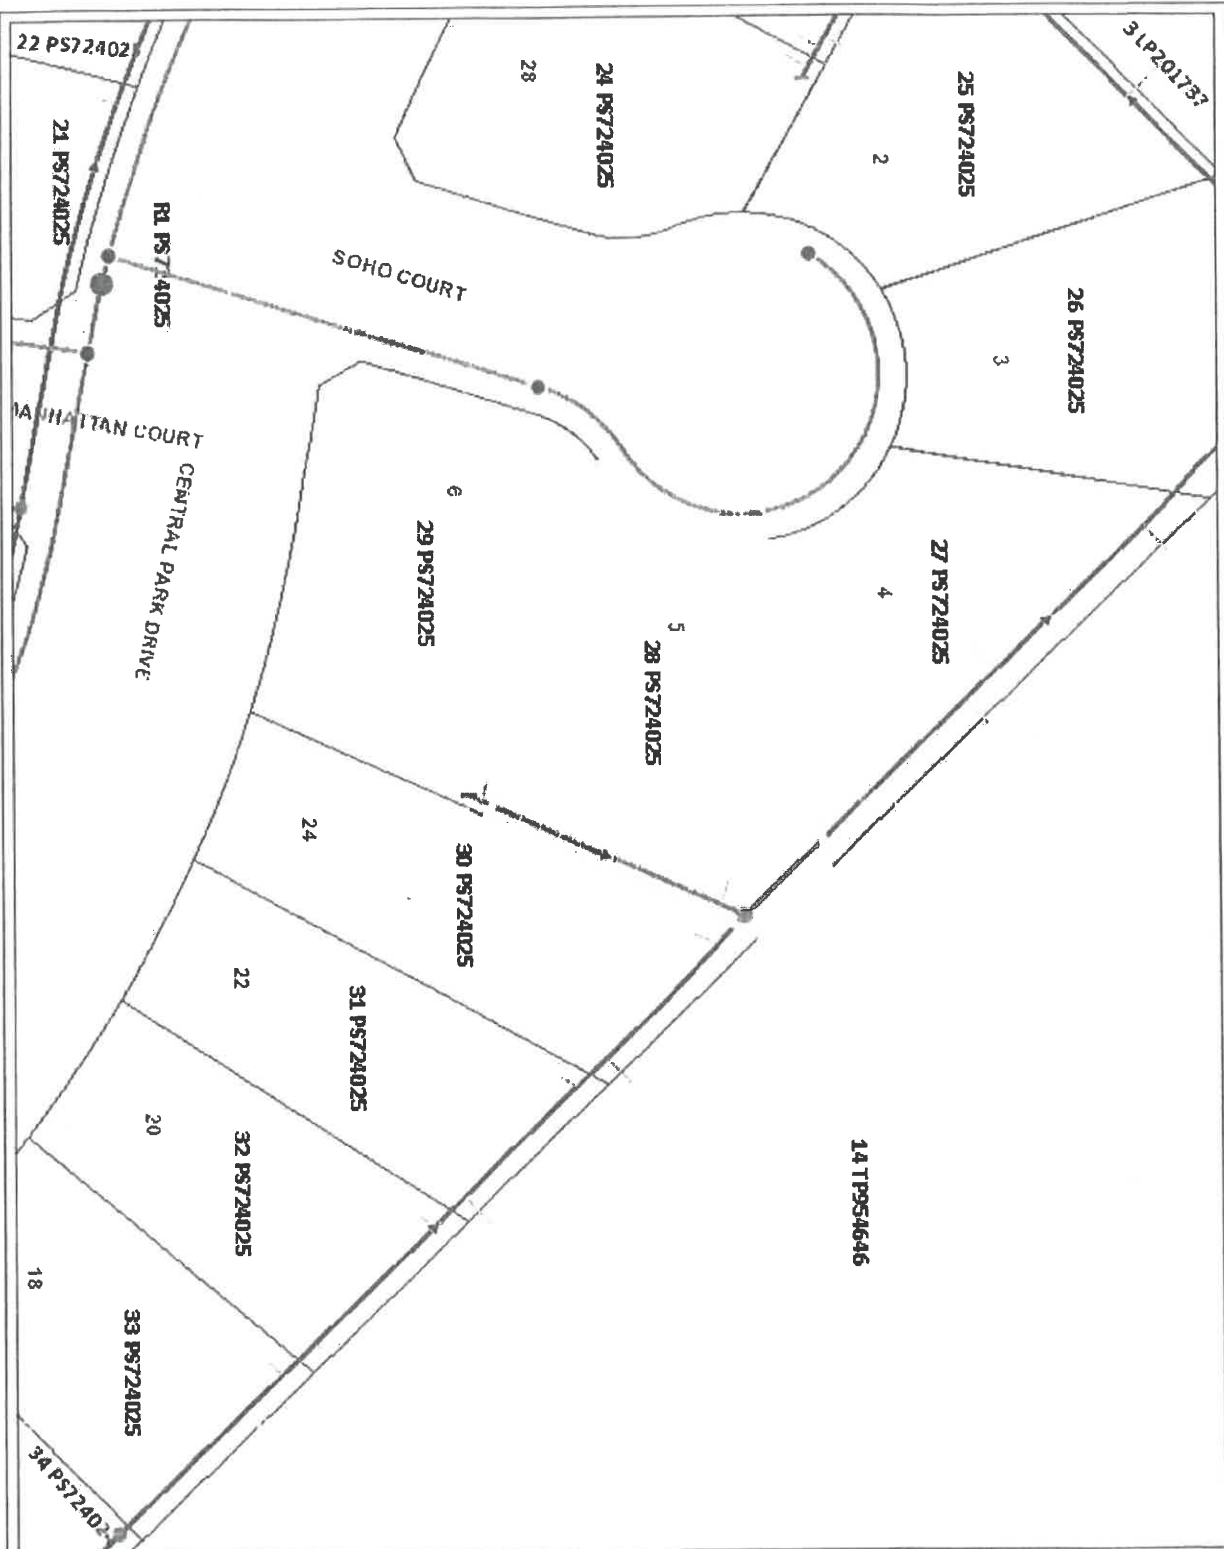 22 PS72402
21 PS724025
R1 PS724025
28
24 PS724025
2
25 PS724025
3 LP201737
SOHO COURT
3
26 PS724025
MANHATTAN COURT
CENTRAL PARK DRIVE
6
29 PS724025
5
28 PS724025
4
27 PS724025
24
30 PS724025
22
31 PS724025
20
32 PS724025
14 TP954646
18
33 PS724025
34 PS72402